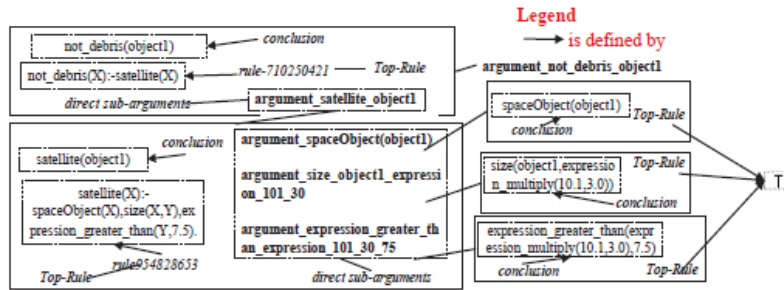 Legend
is defined by
not_debris(object1)
conclusion
not_debris(X):-satellite(X)
rule-710250421
Top-Rule
argument_not_debris_object1
direct sub-arguments
argument_satellite_object1
conclusion
satellite(object1)
satellite(X):-
spaceObject(X),size(X,Y),ex
pression_greater_than(Y,7.5).
rule954828653
Top-Rule
argument_spaceObject(object1)
argument_size_object1_expressi
on_101_30
argument_expression_greater_th
an_expression_101_30_75
direct sub-arguments
spaceObject(object1)
conclusion
Top-Rule
size(object1,expressio
n_multiply(10.1,3.0))
Top-Rule
conclusion
expression_greater_than(expr
ession_multiply(10.1,3.0),7.5)
conclusion
Top-Rule
T